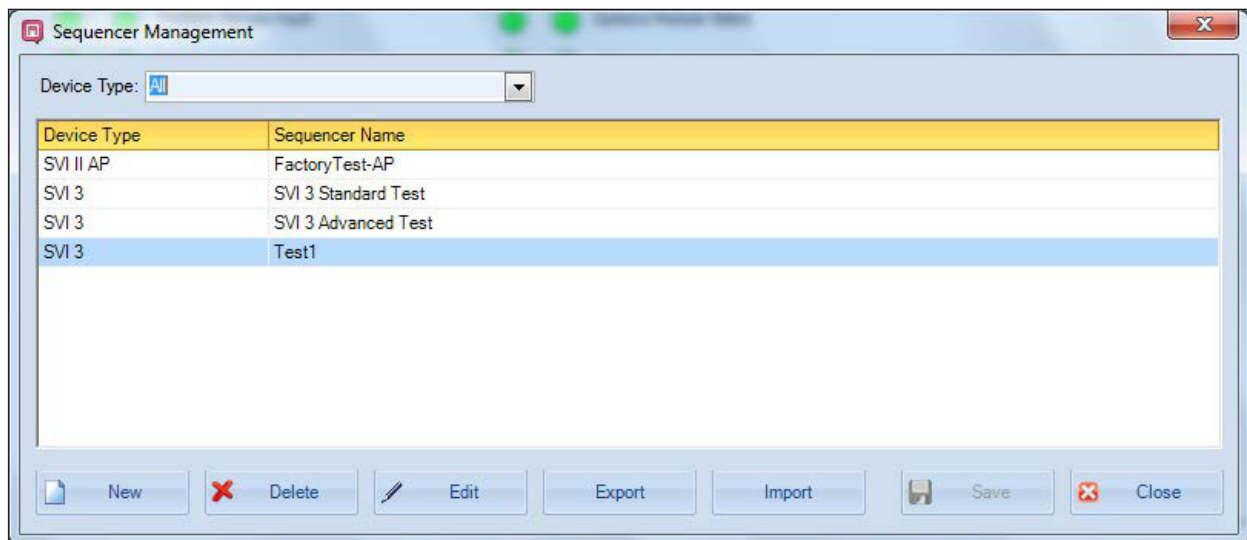 Sequencer Management
Device Type: All
Device Type Sequencer Name
SVI II AP FactoryTest-AP
SVI 3 SVI 3 Standard Test
SVI 3 SVI 3 Advanced Test
SVI 3 Test1
New Delete Edit Export Import Save Close